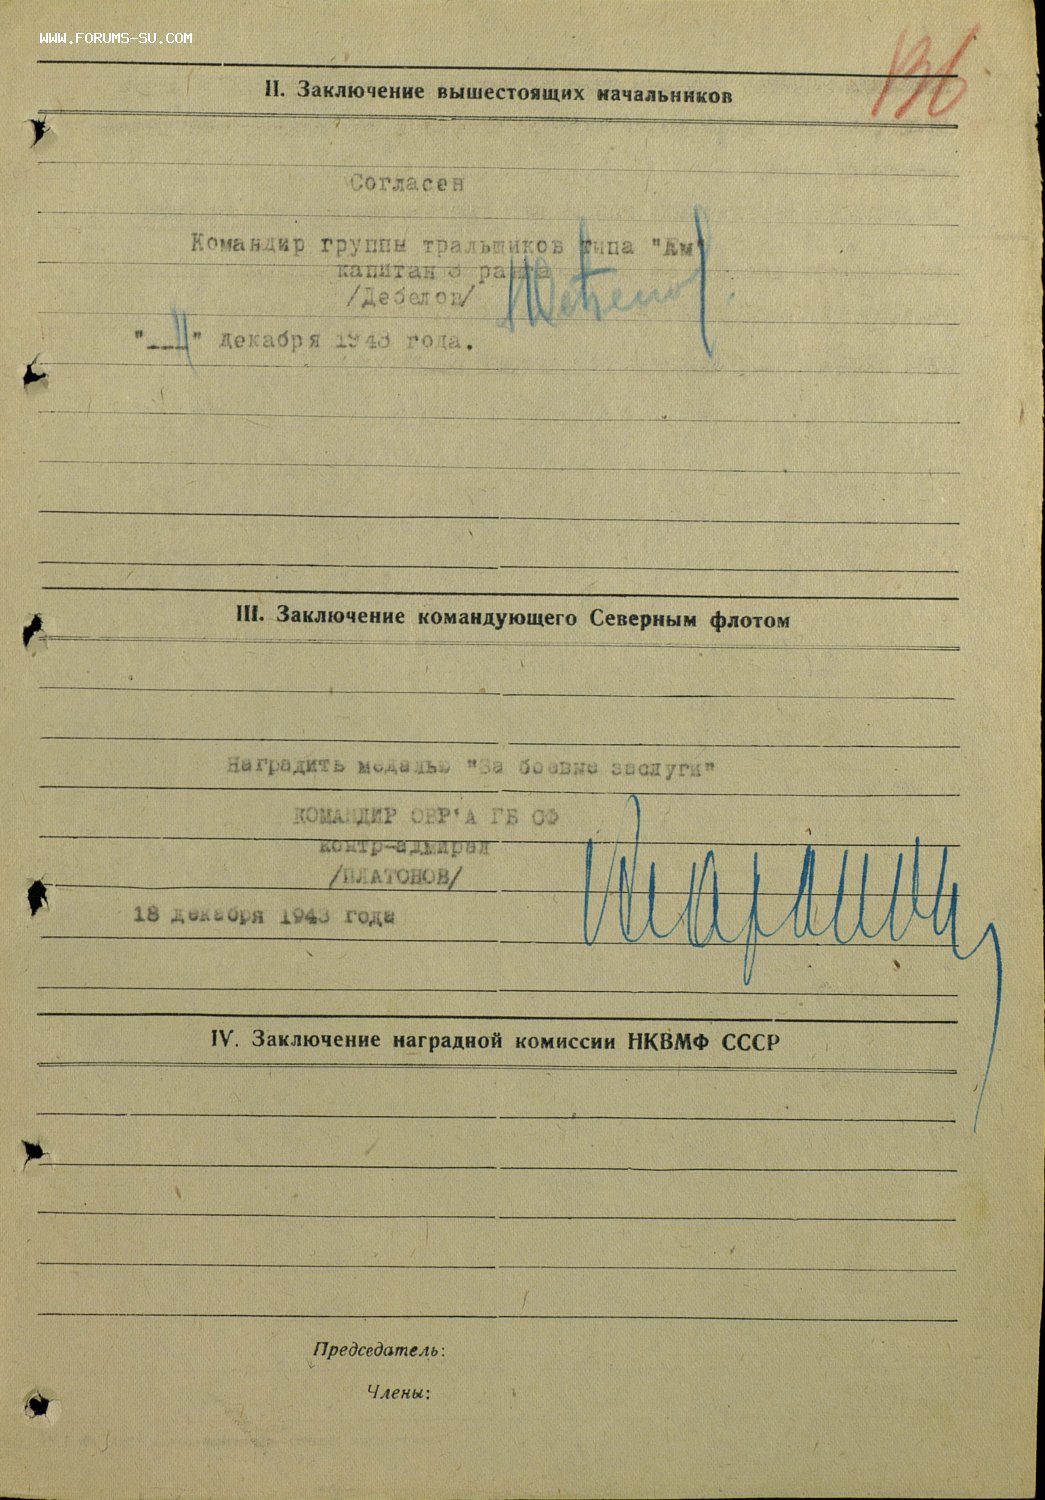 WWW.FORUMS-SU.COM
136
II. Заключение вышестоящих начальников
Согласен
Командир группы тральщиков типа "Ам"
капитан 3 ранга
/Дебелов/
"__11" декабря 1943 года.
III. Заключение командующего Северным флотом
Наградить медалью "За боевые заслуги"
КОМАНДИР ОВР'А ГБ СФ
контр-адмирал
/ПЛАТОНОВ/
18 декабря 1943 года
IV. Заключение наградной комиссии НКВМФ СССР
Председатель:
Члены: